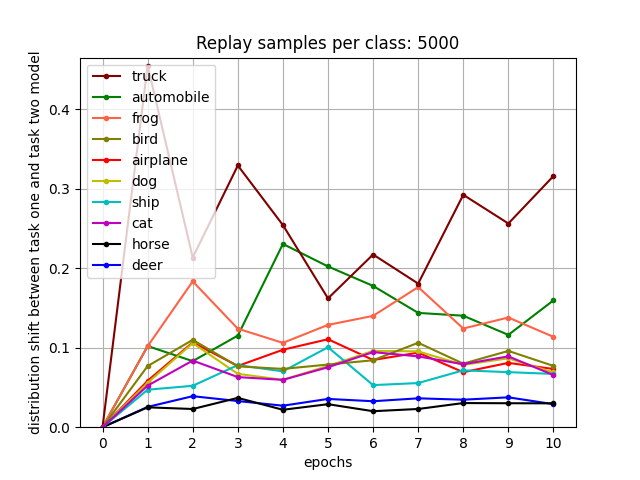 Replay samples per class: 5000
distribution shift between task one and task two model
0.4
0.3
0.2
0.1
0.0
truck
automobile
frog
bird
airplane
dog
ship
cat
horse
deer
0 1 2 3 4 5 6 7 8 9 10
epochs